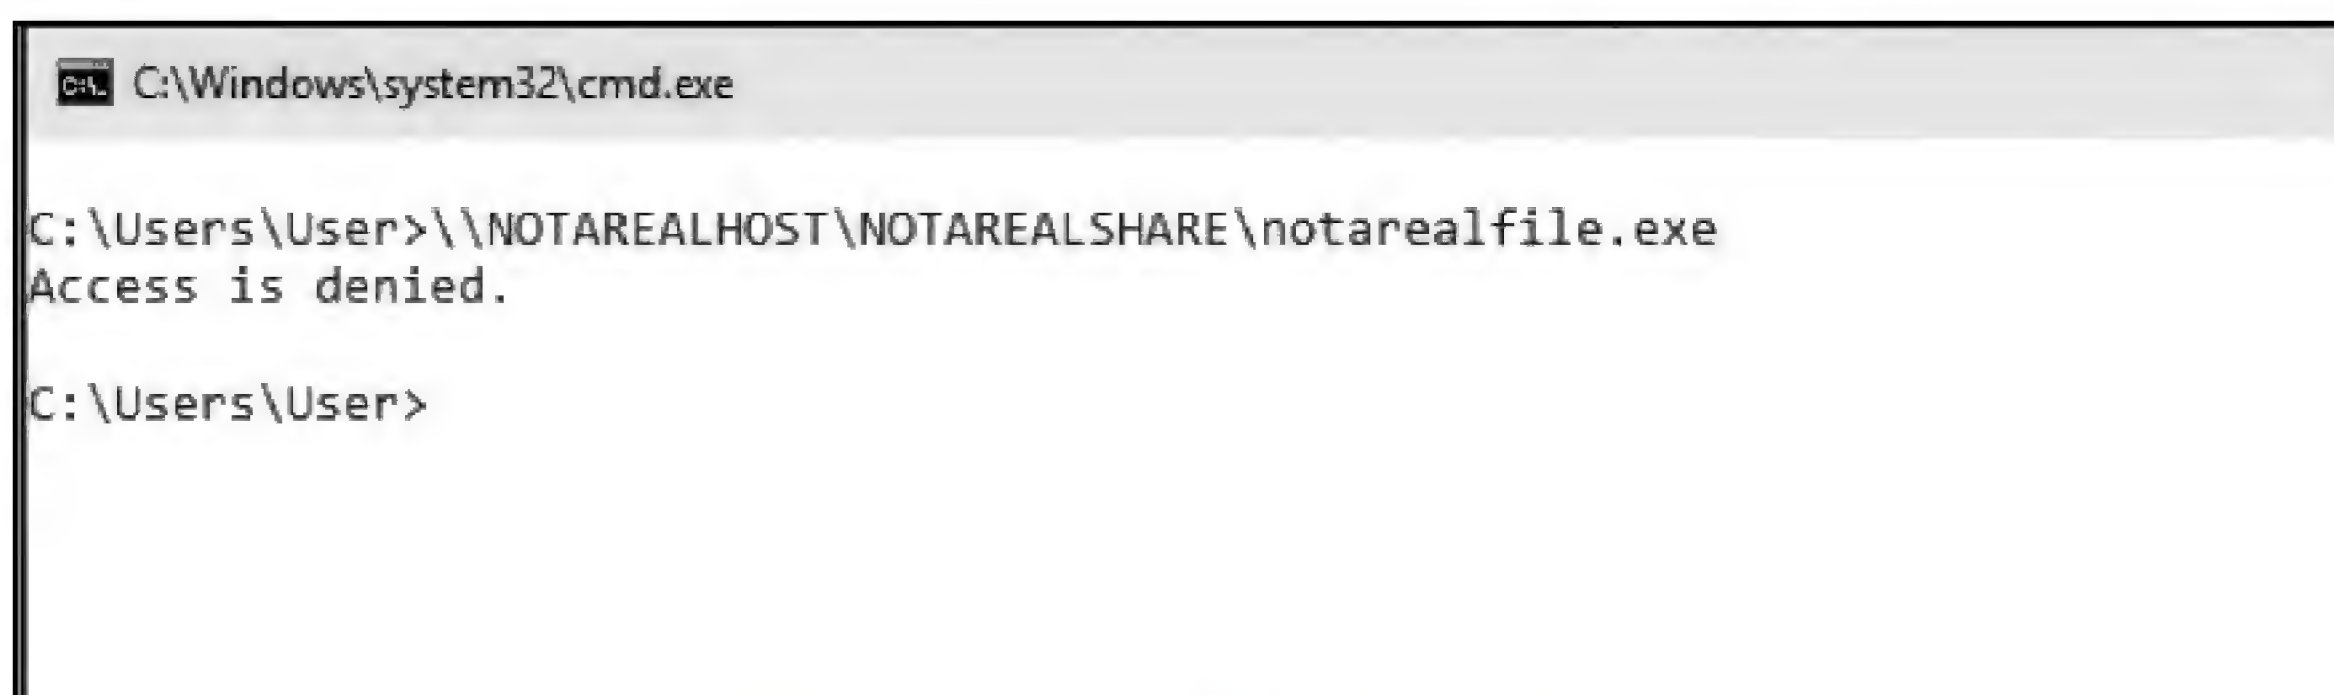 C:\Windows\system32\cmd.exe
C:\Users\User>\\NOTAREALHOST\NOTAREALSHARE\notarealfile.exe
Access is denied.
C:\Users\User>